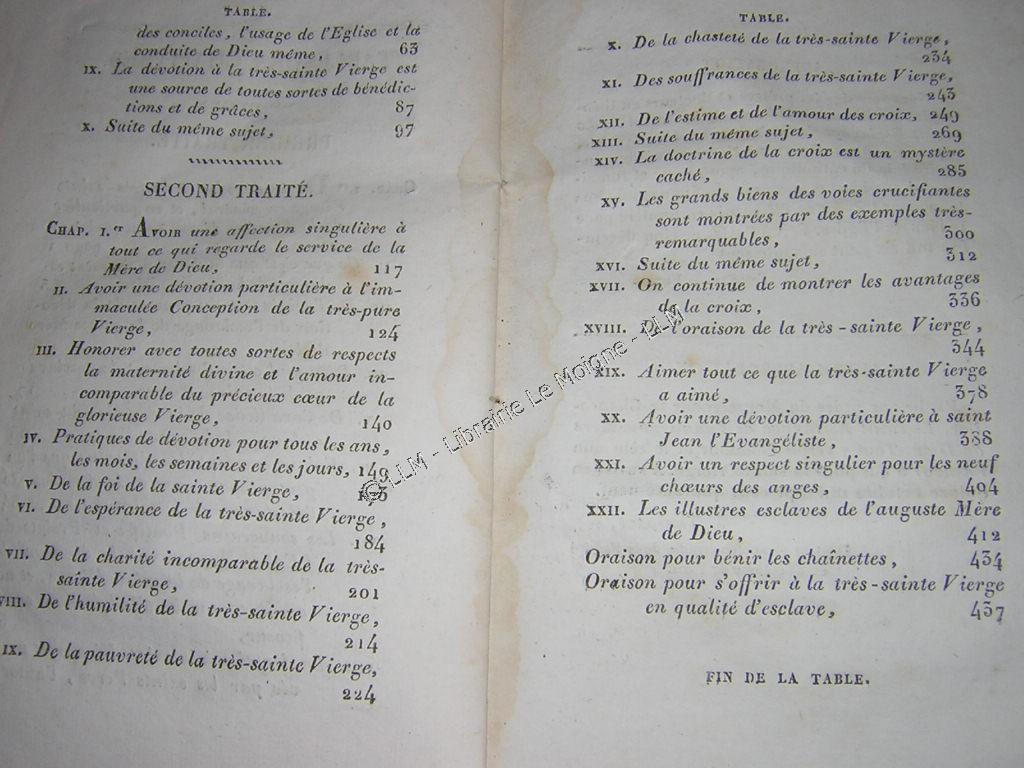 TABLE.
des conciles, l'usage de l'Eglise et la
conduite de Dieu même, 63
IX. La dévotion à la très-sainte Vierge est
une source de toutes sortes de bénédic-
tions et de grâces, 87
X. Suite du même sujet, 97
SECOND TRAITÉ.
CHAP. I.er AVOIR une affection singulière à
tout ce qui regarde le service de la
Mère de Dieu, 117
II. Avoir une dévotion particulière à l'im-
maculée Conception de la très-pure
Vierge, 124
III. Honorer avec toutes sortes de respects
la maternité divine et l'amour in-
comparable du précieux cœur de la
glorieuse Vierge, 140
IV. Pratiques de dévotion pour tous les ans,
les mois, les semaines et les jours, 149
V. De la foi de la sainte Vierge,
VI. De l'espérance de la très-sainte Vierge,
184
VII. De la charité incomparable de la très-
sainte Vierge, 201
VIII. De l'humilité de la très-sainte Vierge,
214
IX. De la pauvreté de la très-sainte Vierge,
224
TABLE.
X. De la chasteté de la très-sainte Vierge,
234
XI. Des souffrances de la très-sainte Vierge,
243
XII. De l'estime et de l'amour des croix, 249
XIII. Suite du même sujet, 269
XIV. La doctrine de la croix est un mystère
caché, 285
XV. Les grands biens des voies crucifiantes
sont montrées par des exemples très-
remarquables, 300
XVI. Suite du même sujet, 312
XVII. On continue de montrer les avantages
de la croix, 336
XVIII. De l'oraison de la très-sainte Vierge,
344
XIX. Aimer tout ce que la très-sainte Vierge
a aimé, 378
XX. Avoir une dévotion particulière à saint
Jean l'Evangéliste, 388
XXI. Avoir un respect singulier pour les neuf
chœurs des anges, 404
XXII. Les illustres esclaves de l'auguste Mère
de Dieu, 412
Oraison pour bénir les chaînettes, 434
Oraison pour s'offrir à la très-sainte Vierge
en qualité d'esclave, 437
FIN DE LA TABLE.
© LLM - Librairie Le Moigne - LLM